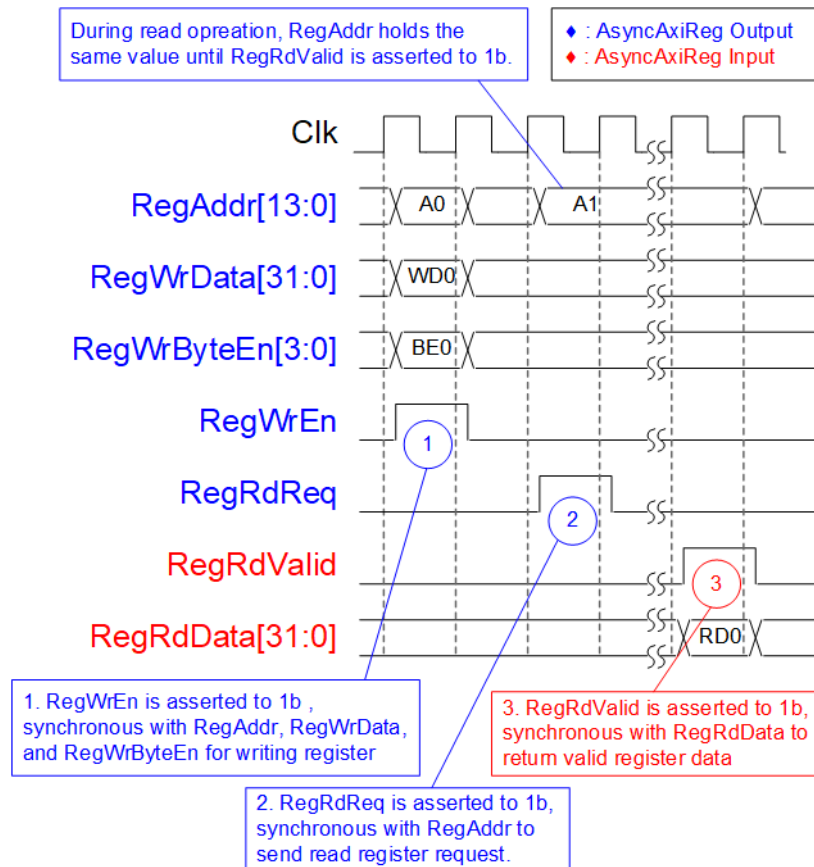 During read opreation, RegAddr holds the
same value until RegRdValid is asserted to 1b.
♦ : AsyncAxiReg Output
♦ : AsyncAxiReg Input
Clk
RegAddr[13:0]
A0
A1
RegWrData[31:0]
WD0
RegWrByteEn[3:0]
BE0
RegWrEn
1
RegRdReq
2
RegRdValid
3
RegRdData[31:0]
RD0
1. RegWrEn is asserted to 1b ,
synchronous with RegAddr, RegWrData,
and RegWrByteEn for writing register
3. RegRdValid is asserted to 1b,
synchronous with RegRdData to
return valid register data
2. RegRdReq is asserted to 1b,
synchronous with RegAddr to
send read register request.